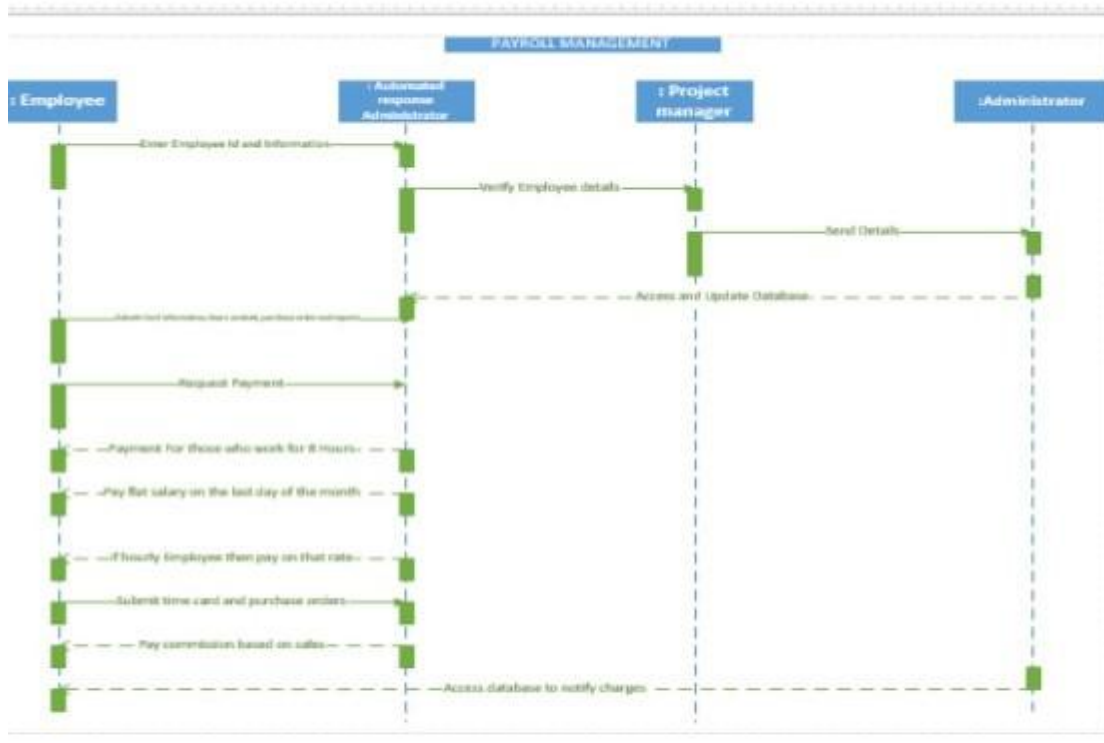 PAYROLL MANAGEMENT
: Employee
: Automated
response
Administrator
: Project
manager
:Administrator
Enter Employee Id and Information
Verify Employee details
Send Details
Access and Update Database
Request Payment
Payment For those who work for 8 Hours
Pay flat salary on the last day of the month
If hourly Employee then pay on that rate
Submit time card and purchase orders
Pay commission based on sales
Access database to notify charges